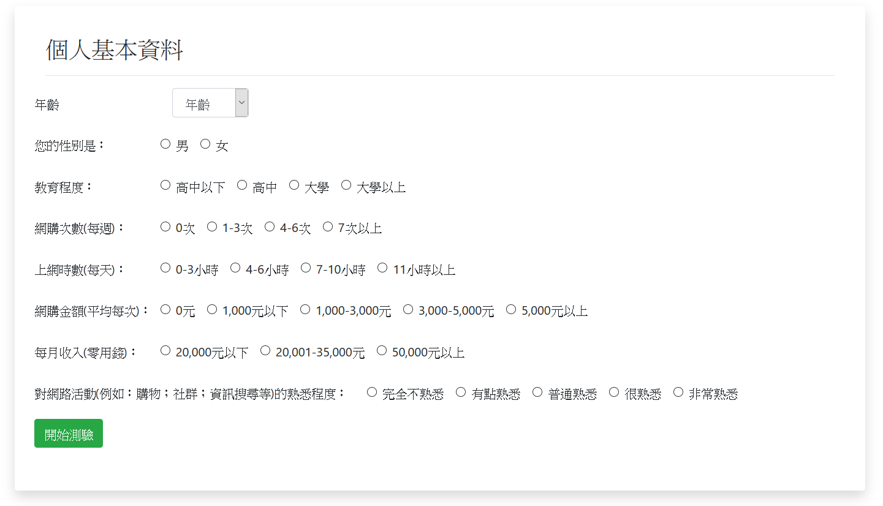 個人基本資料
年齡 年齡
您的性別是： 男 女
教育程度： 高中以下 高中 大學 大學以上
網購次數(每週)： 0次 1-3次 4-6次 7次以上
上網時數(每天)： 0-3小時 4-6小時 7-10小時 11小時以上
網購金額(平均每次)： 0元 1,000元以下 1,000-3,000元 3,000-5,000元 5,000元以上
每月收入(零用錢)： 20,000元以下 20,001-35,000元 50,000元以上
對網路活動(例如：購物；社群；資訊搜尋等)的熟悉程度： 完全不熟悉 有點熟悉 普通熟悉 很熟悉 非常熟悉
開始測驗